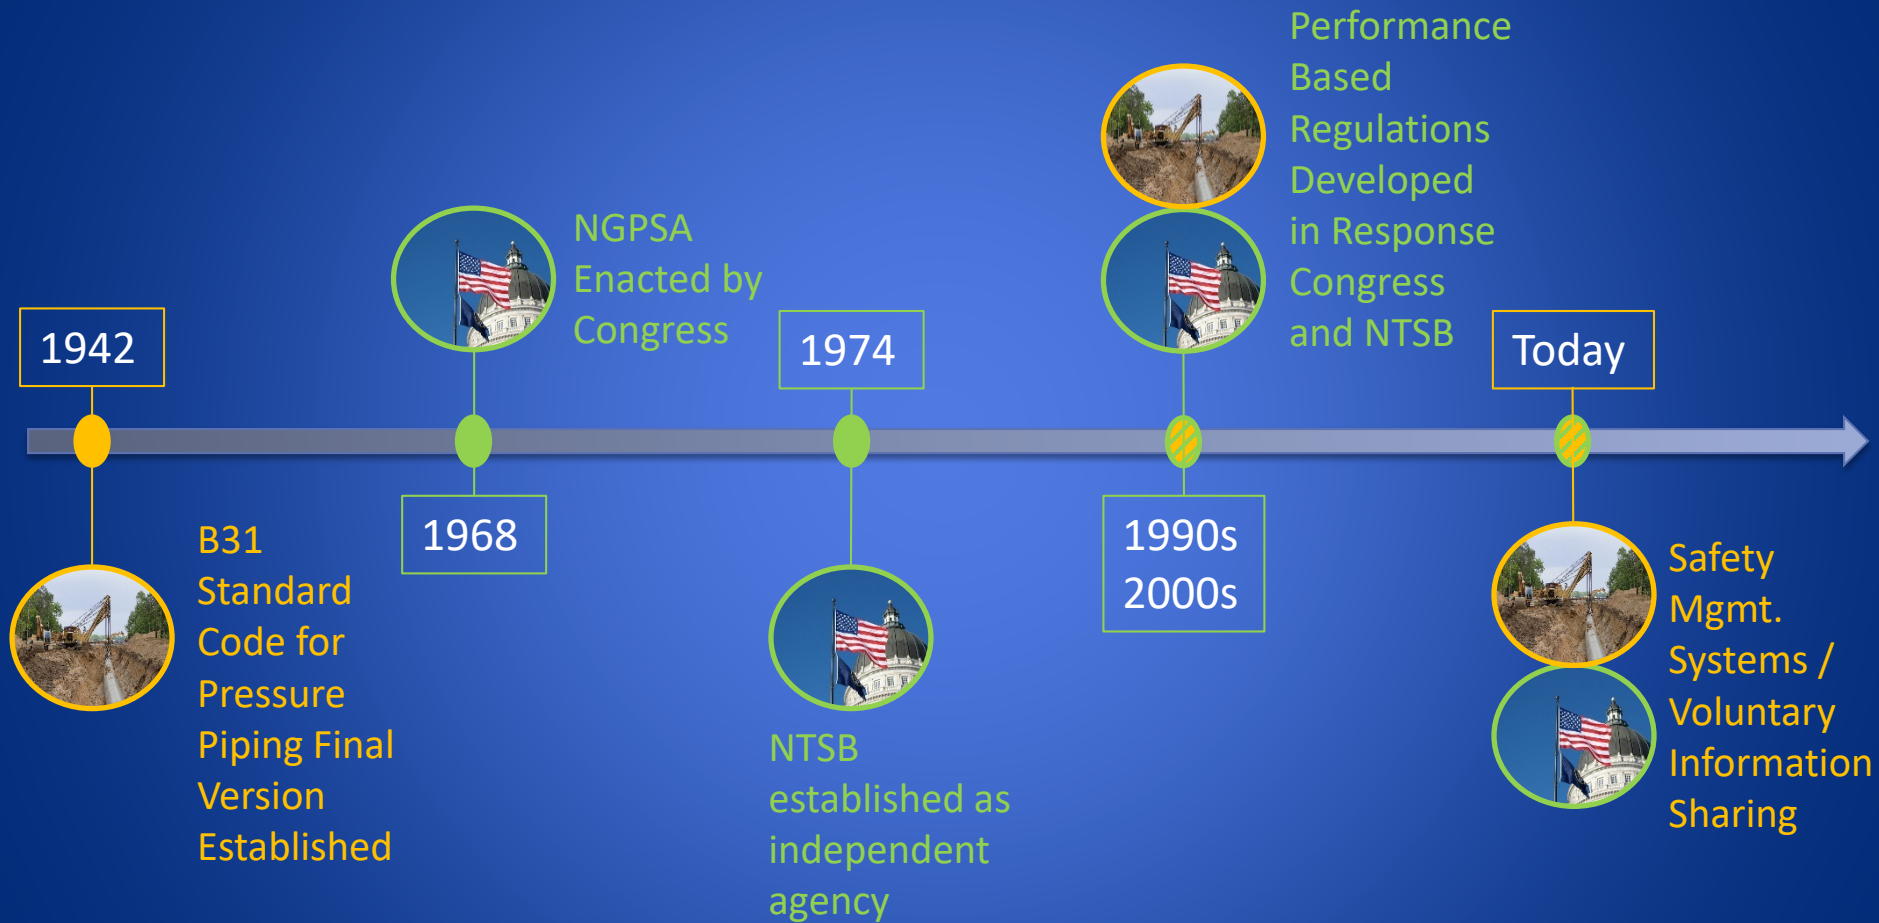 1942
B31
Standard
Code for
Pressure
Piping Final
Version
Established
NGPSA
Enacted by
Congress
1968
1974
NTSB
established as
independent
agency
Performance
Based
Regulations
Developed
in Response
Congress
and NTSB
1990s
2000s
Today
Safety
Mgmt.
Systems /
Voluntary
Information
Sharing